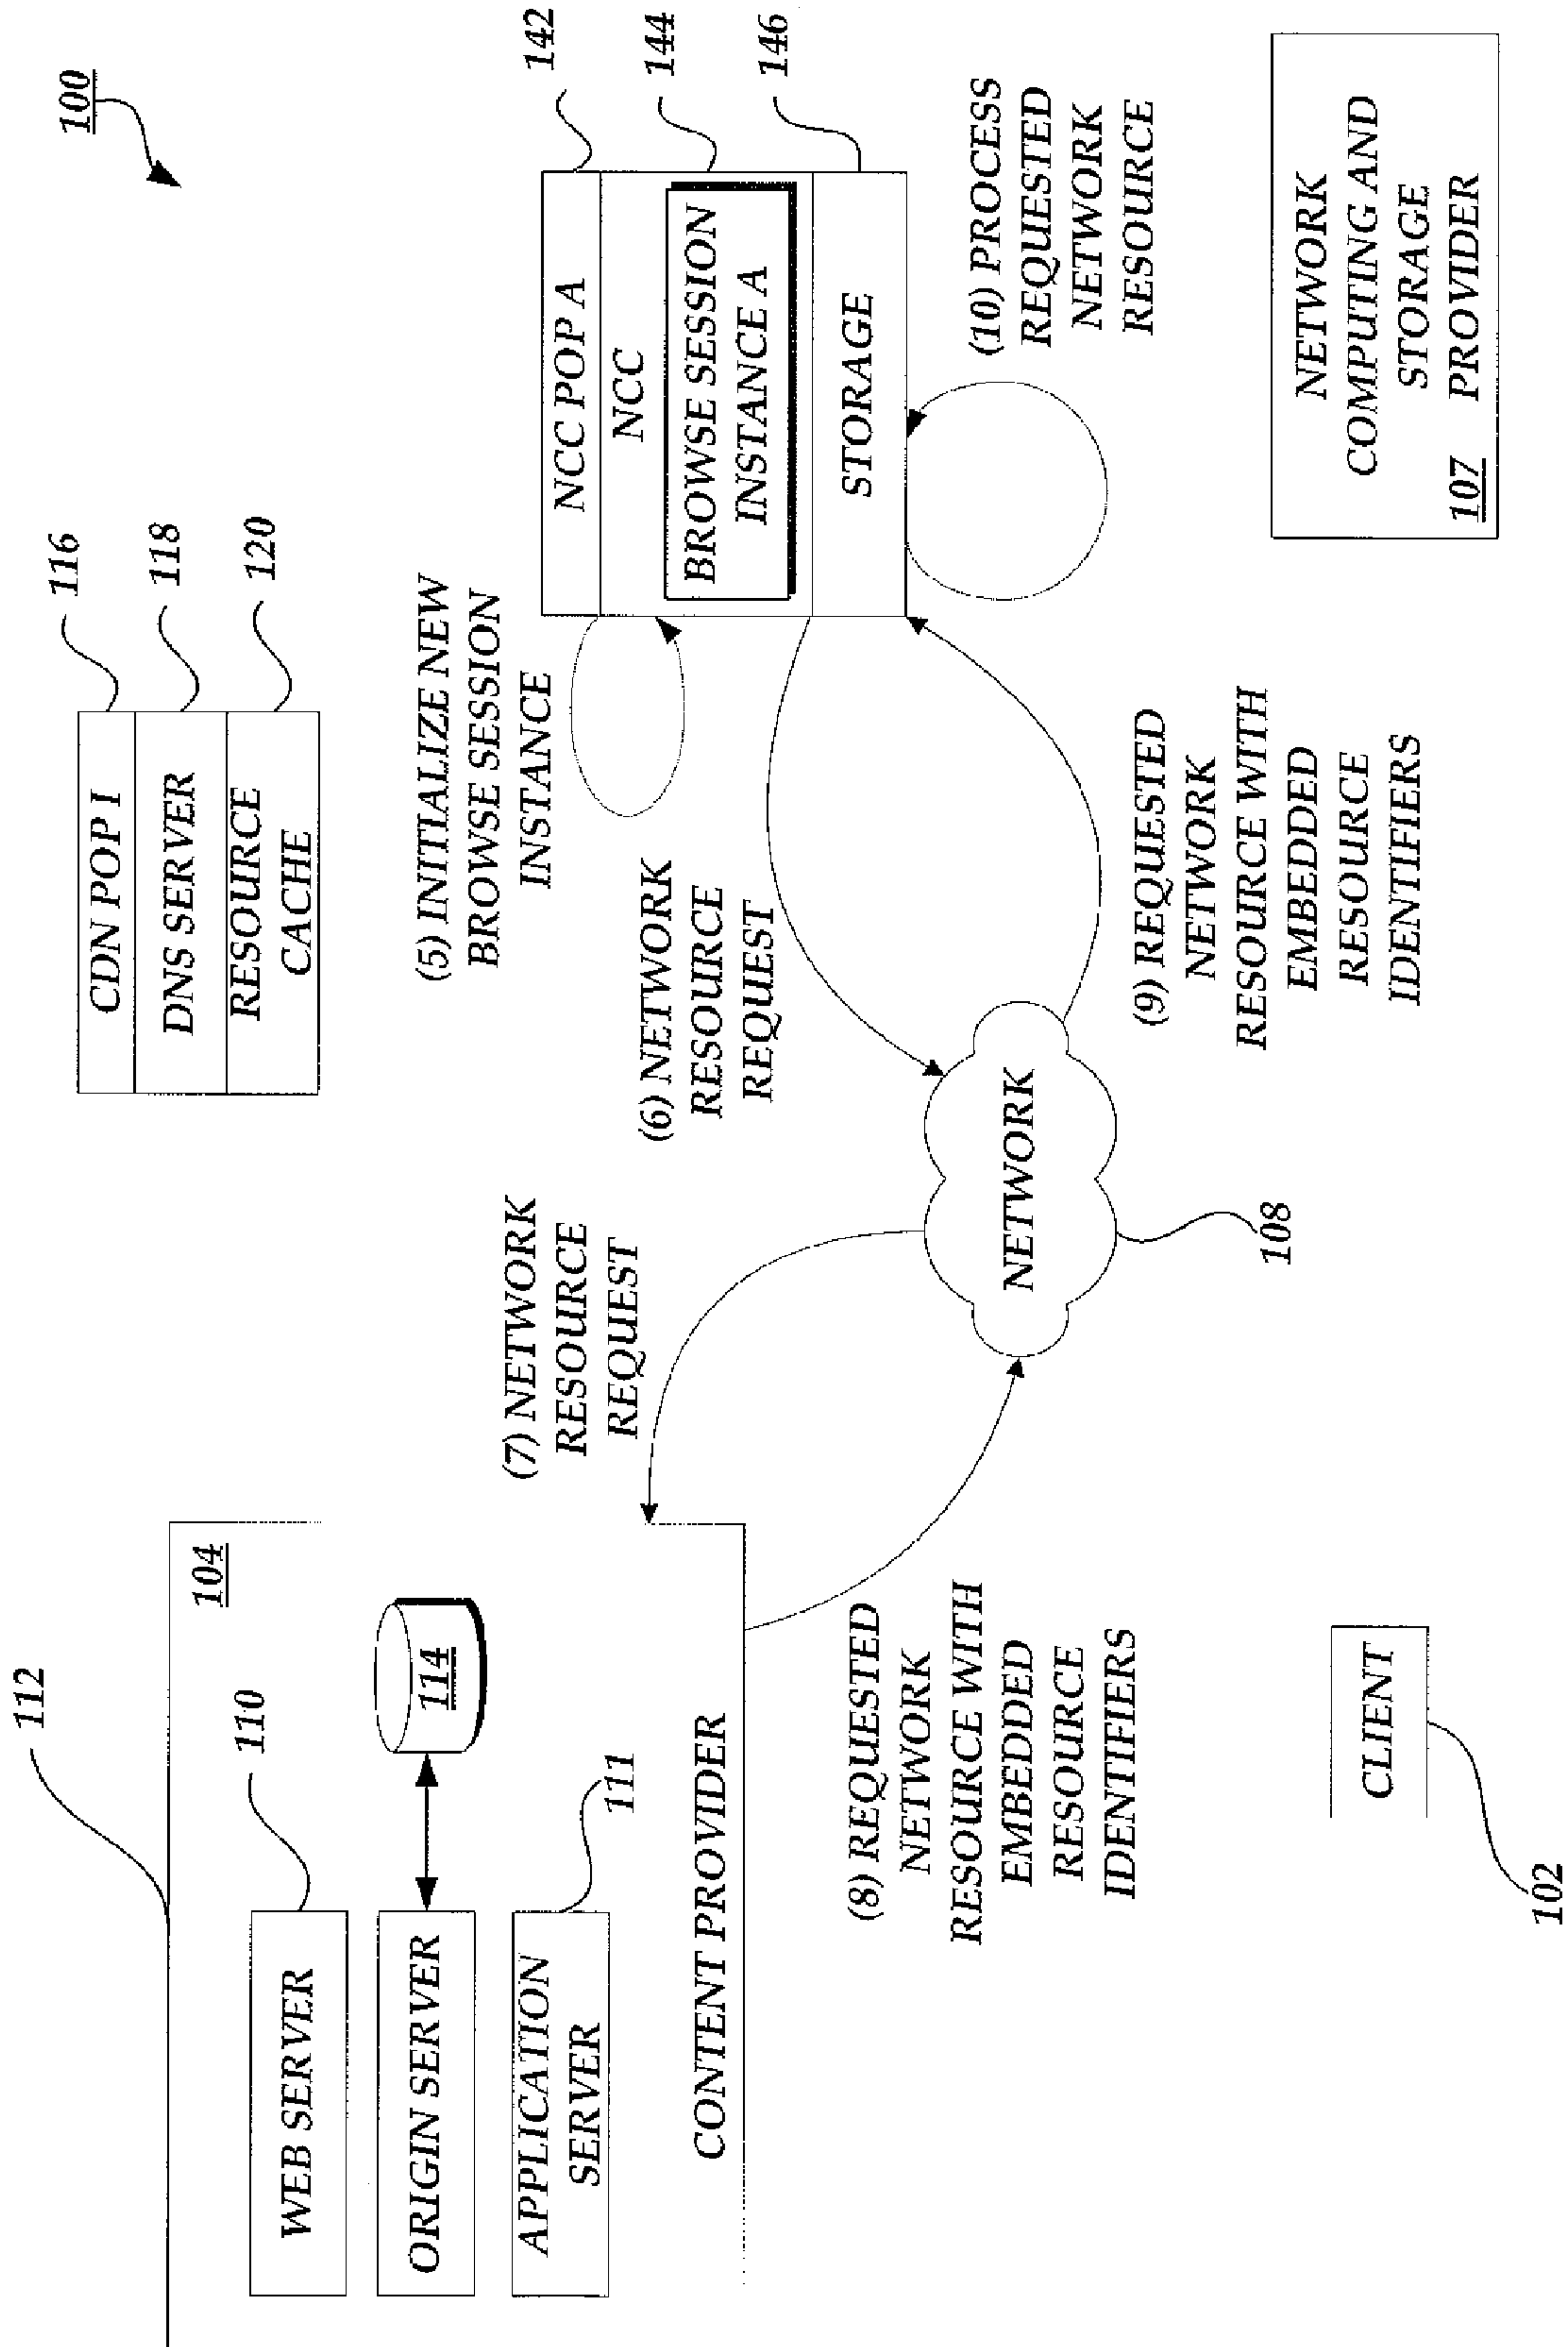 100
112
104
110
WEB SERVER
ORIGIN SERVER
114
APPLICATION
SERVER
111
CONTENT PROVIDER
CDN POP I
DNS SERVER
RESOURCE
CACHE
116
118
120
(5) INITIALIZE NEW
BROWSE SESSION
INSTANCE
(6) NETWORK
RESOURCE
REQUEST
(7) NETWORK
RESOURCE
REQUEST
NCC POP A
NCC
BROWSE SESSION
INSTANCE A
STORAGE
142
144
146
(8) REQUESTED
NETWORK
RESOURCE WITH
EMBEDDED
RESOURCE
IDENTIFIERS
NETWORK
108
(9) REQUESTED
NETWORK
RESOURCE WITH
EMBEDDED
RESOURCE
IDENTIFIERS
(10) PROCESS
REQUESTED
NETWORK
RESOURCE
CLIENT
102
NETWORK
COMPUTING AND
STORAGE
107 PROVIDER